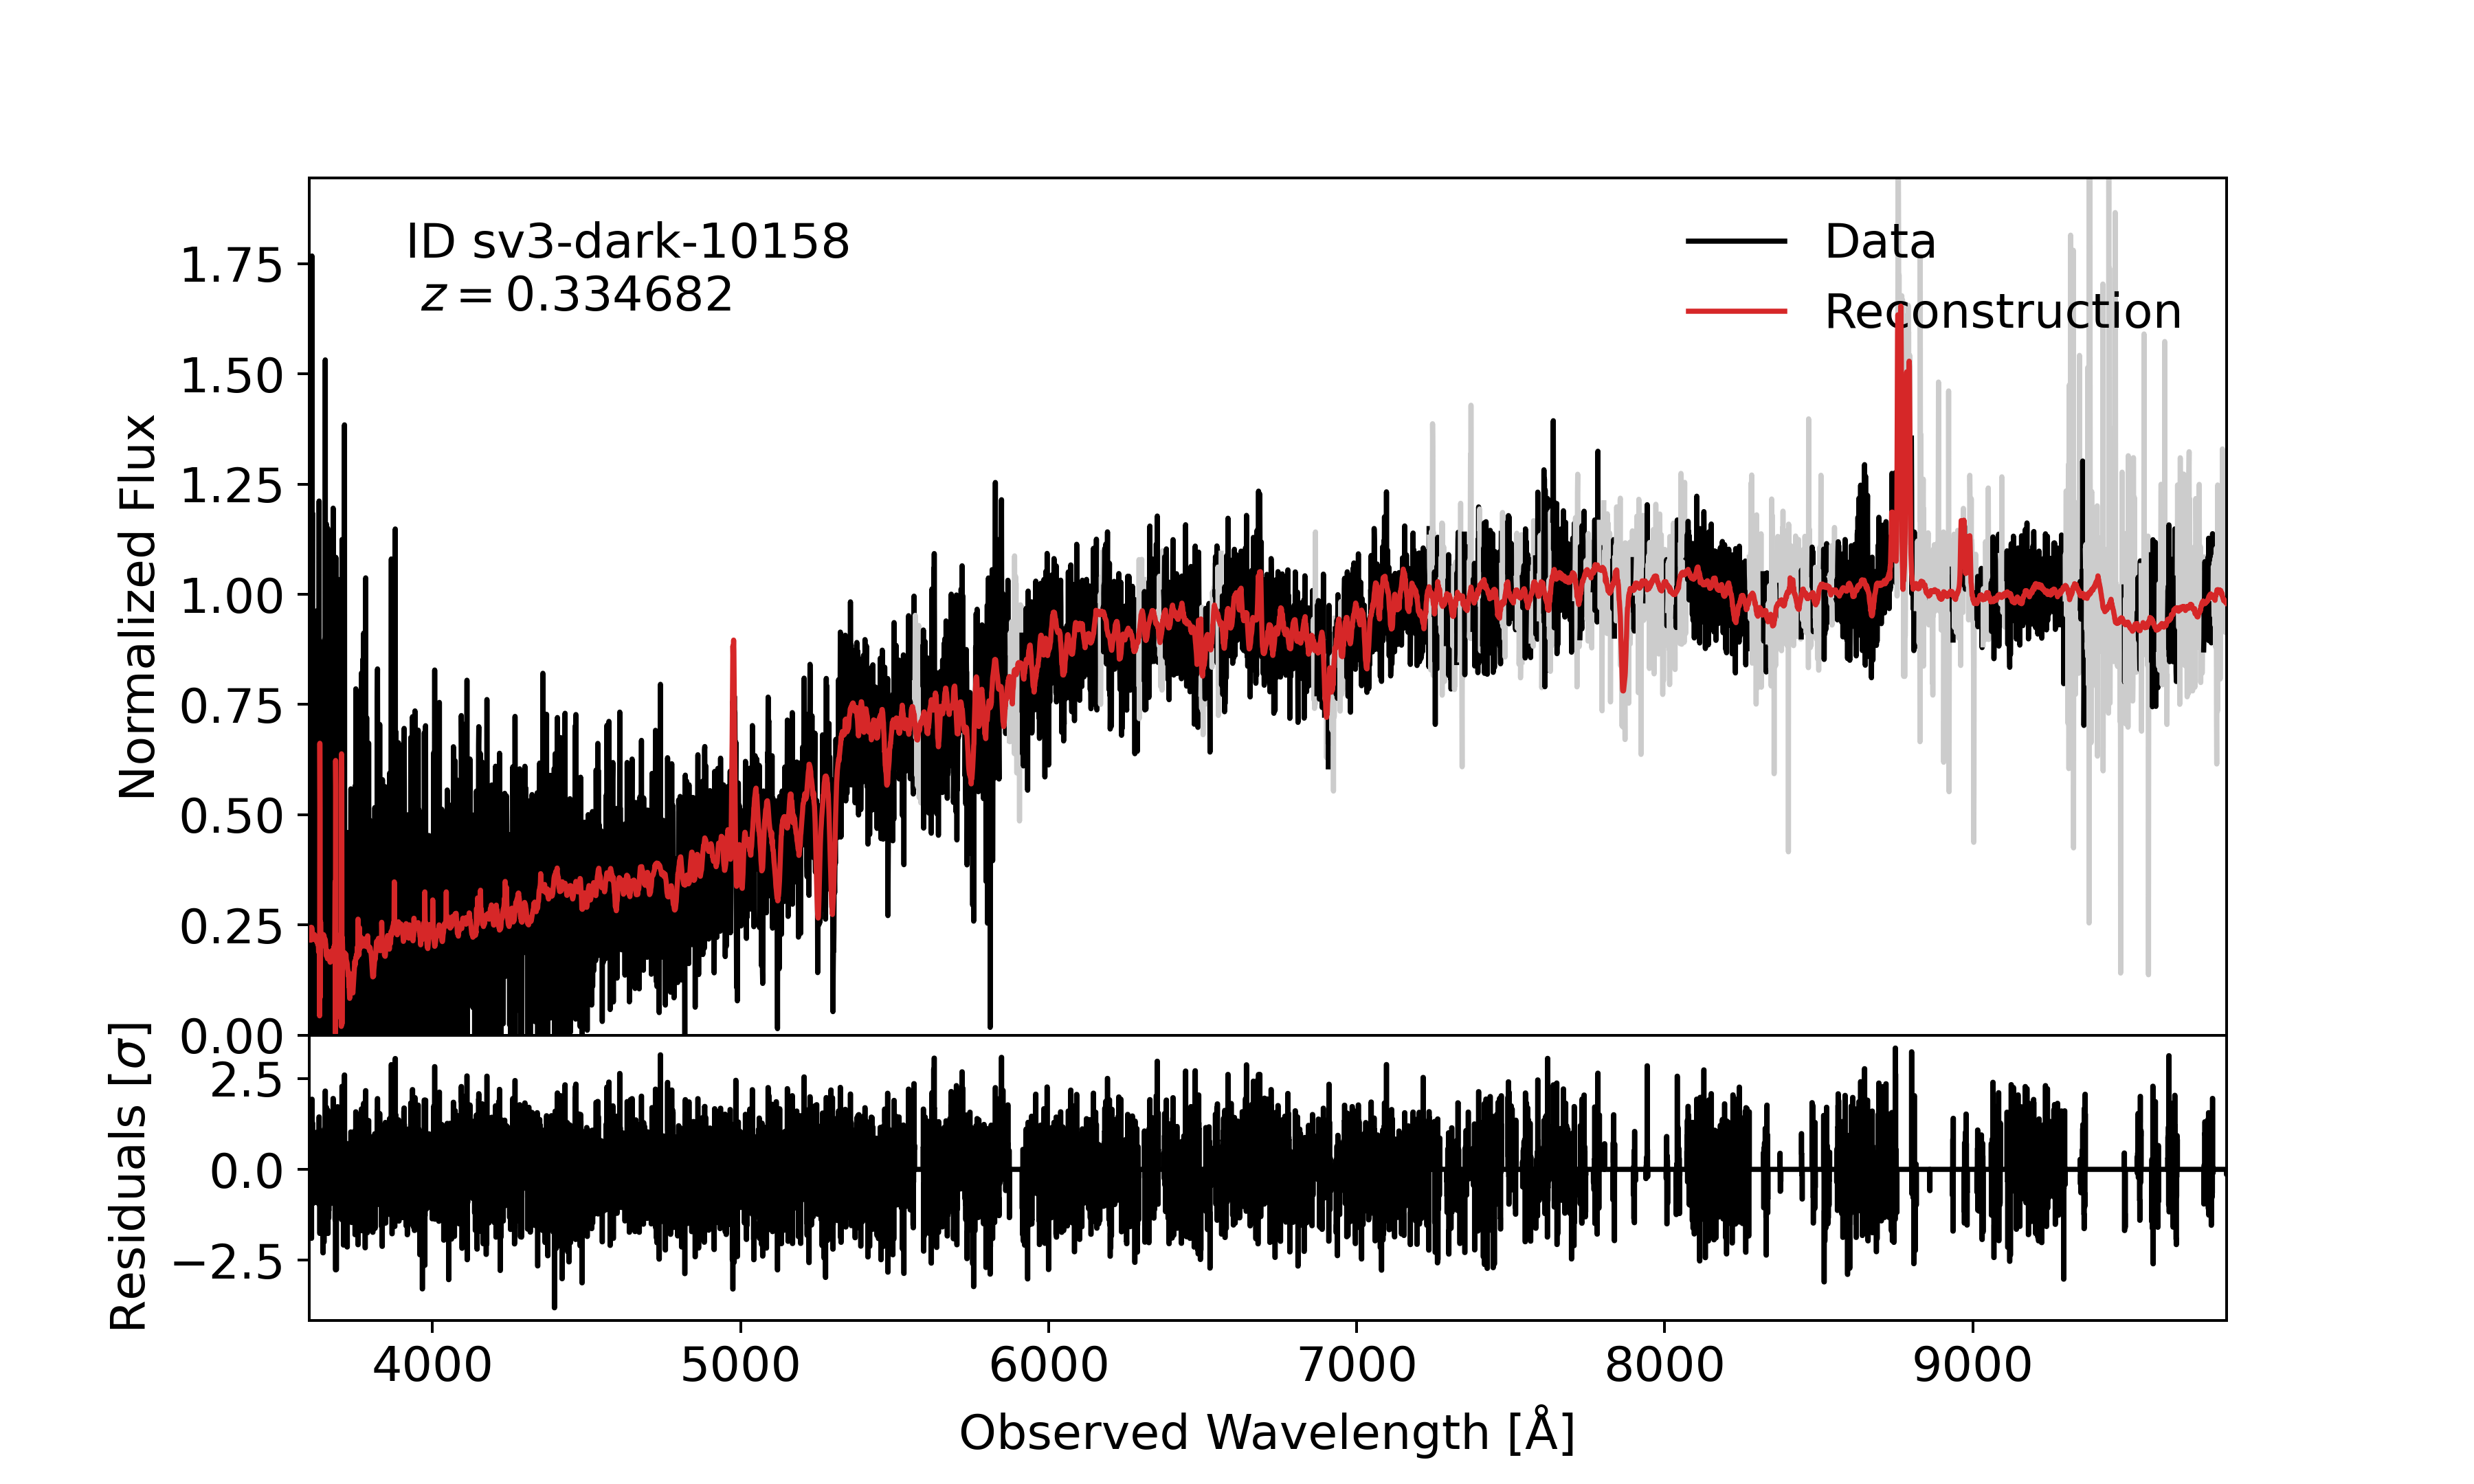 ID sv3-dark-10158
z = 0.334682
Data
Reconstruction
Normalized Flux
1.75
1.50
1.25
1.00
0.75
0.50
0.25
0.00
Residuals [σ]
2.5
0.0
−2.5
4000 5000 6000 7000 8000 9000
Observed Wavelength [Å]